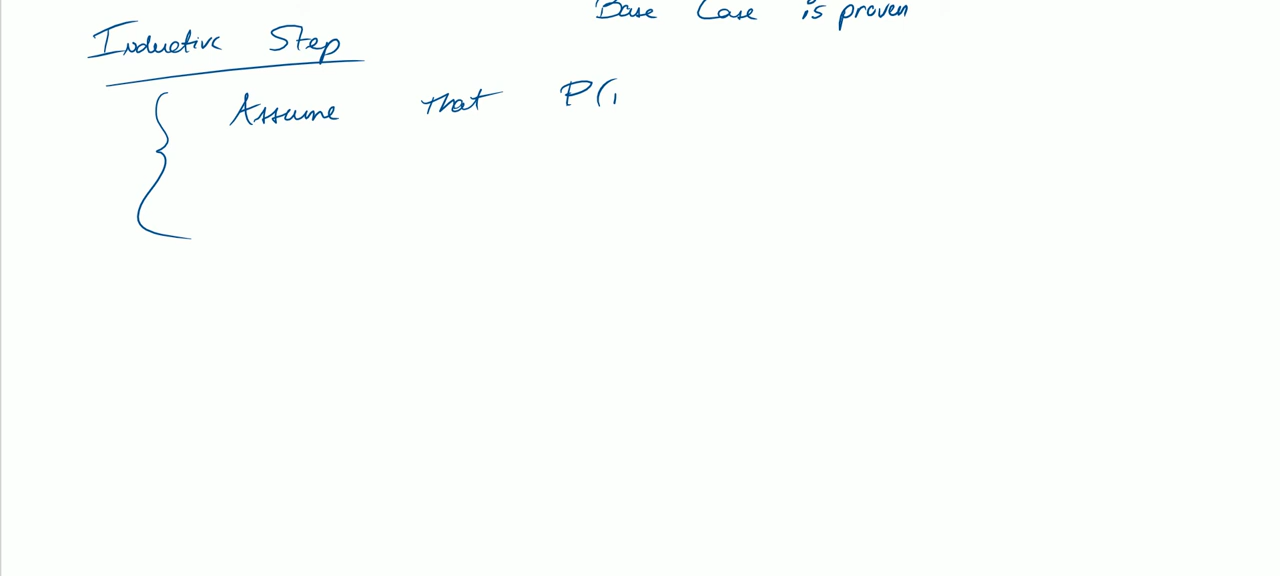 Base Case is proven
Inductive Step
Assume that P(